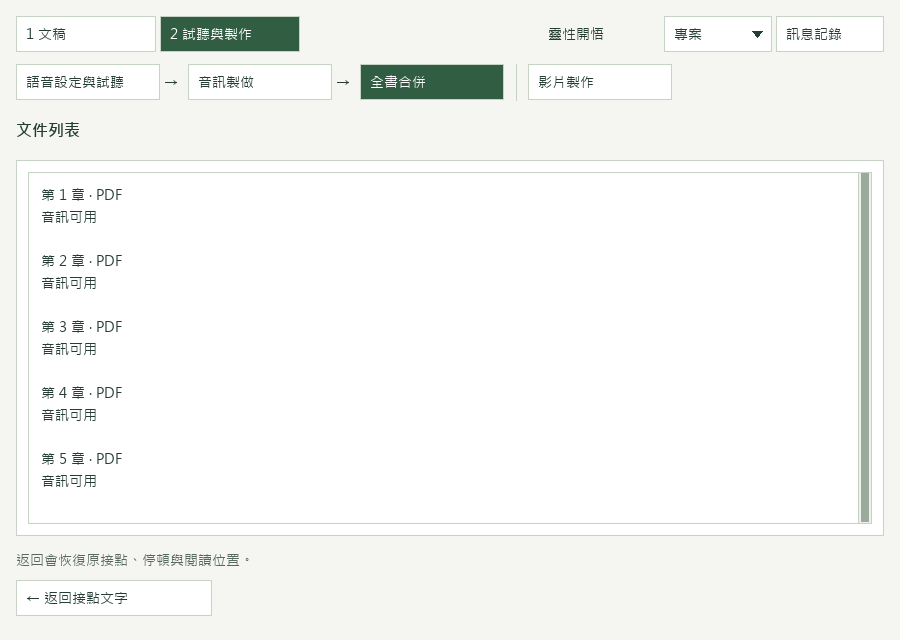 1 文稿
2 試聽與製作
靈性開悟
專案
訊息記錄
語音設定與試聽 →
音訊製做 →
全書合併
影片製作
文件列表
第 1 章 · PDF
音訊可用
第 2 章 · PDF
音訊可用
第 3 章 · PDF
音訊可用
第 4 章 · PDF
音訊可用
第 5 章 · PDF
音訊可用
返回會恢復原接點、停頓與閱讀位置。
← 返回接點文字